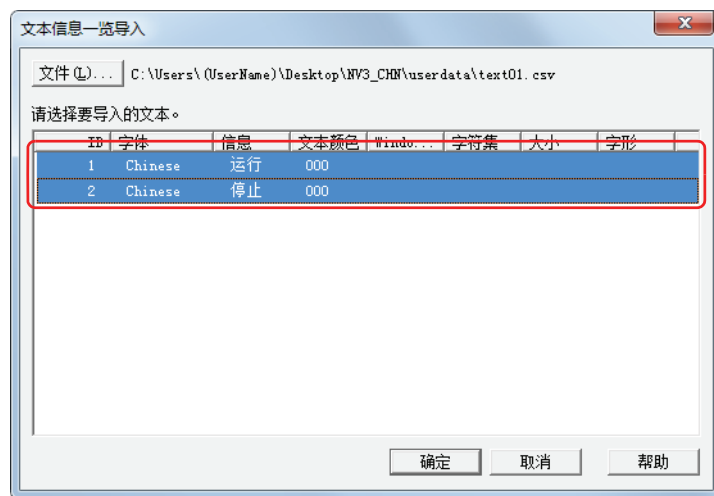 文本信息一览导入
文件(L)... C:\Users\(UserName)\Desktop\NV3_CHN\userdata\text01.csv
请选择要导入的文本。
ID 字体 信息 文本颜色 Windo... 字符集 大小 字形
1 Chinese 运行 000
2 Chinese 停止 000
确定 取消 帮助